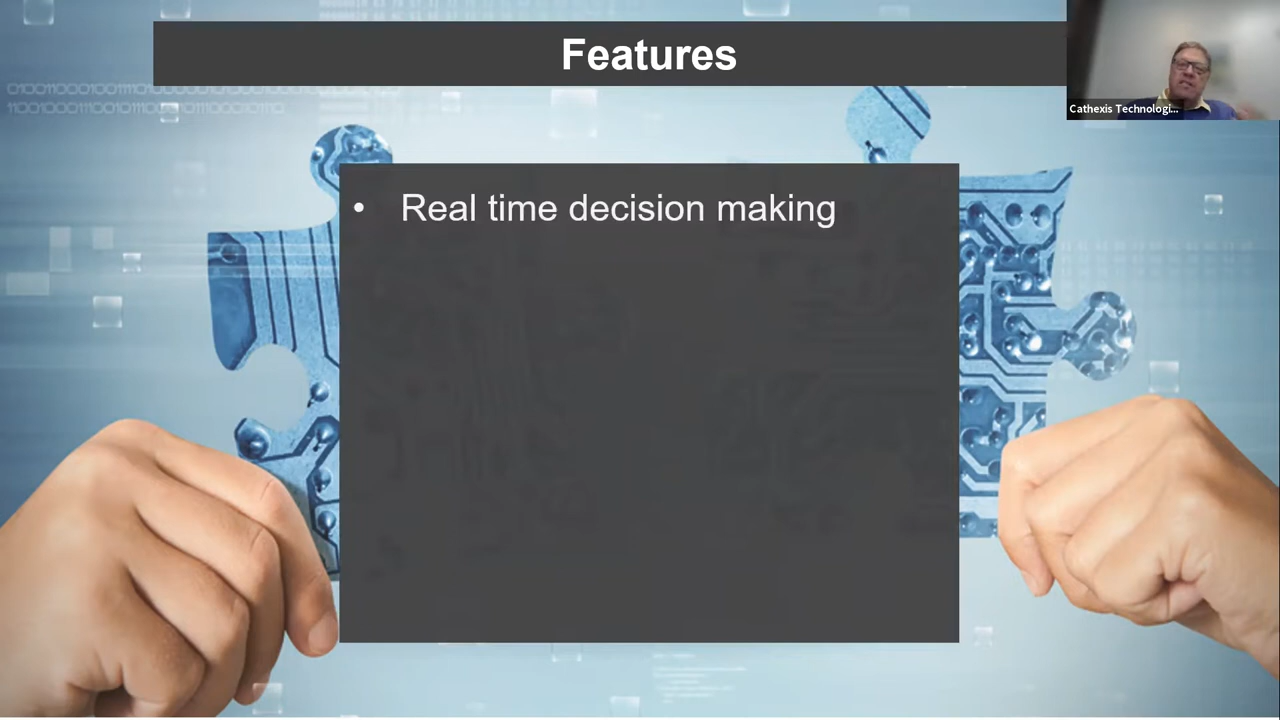 Features
Cathexis Technologi...
• Real time decision making